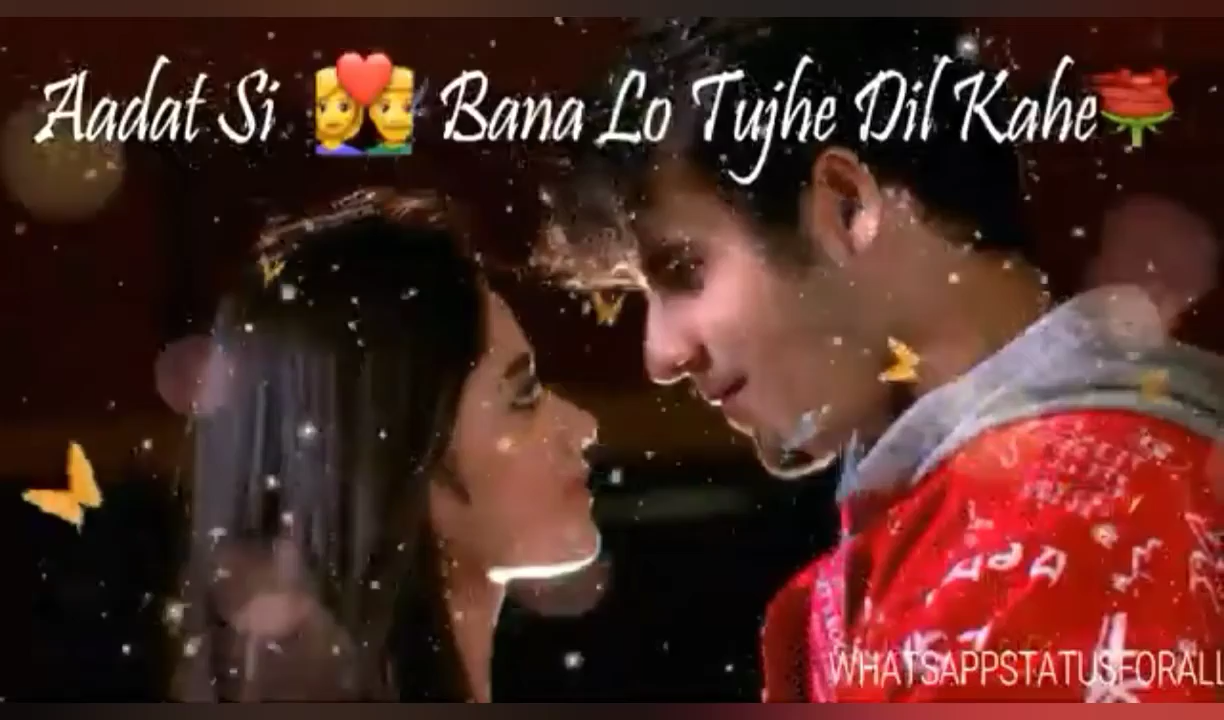 Aadat Si 💑 Bana Lo Tujhe Dil Kahe🌹
WHATSAPPSTATUSFORALL